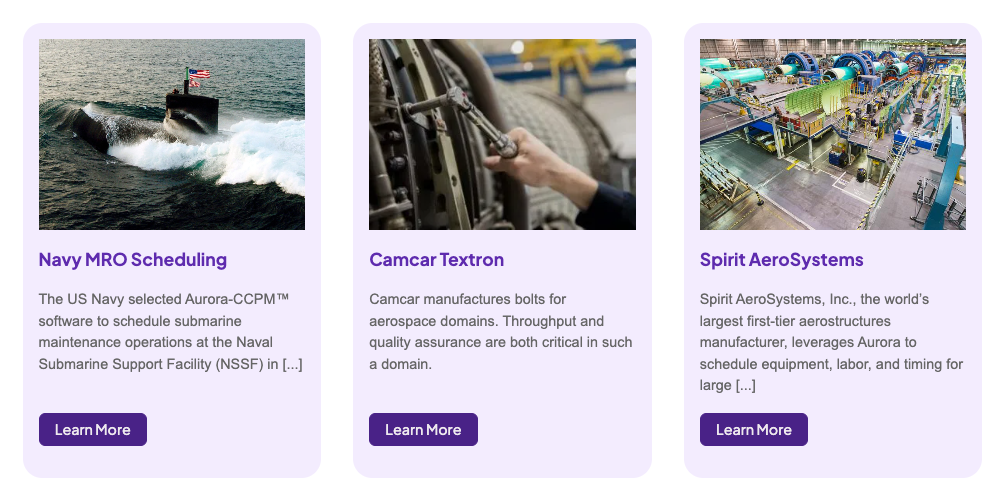 Navy MRO Scheduling
The US Navy selected Aurora-CCPM™
software to schedule submarine
maintenance operations at the Naval
Submarine Support Facility (NSSF) in [...]
Learn More
Camcar Textron
Camcar manufactures bolts for
aerospace domains. Throughput and
quality assurance are both critical in such
a domain.
Learn More
Spirit AeroSystems
Spirit AeroSystems, Inc., the world’s
largest first-tier aerostructures
manufacturer, leverages Aurora to
schedule equipment, labor, and timing for
large [...]
Learn More